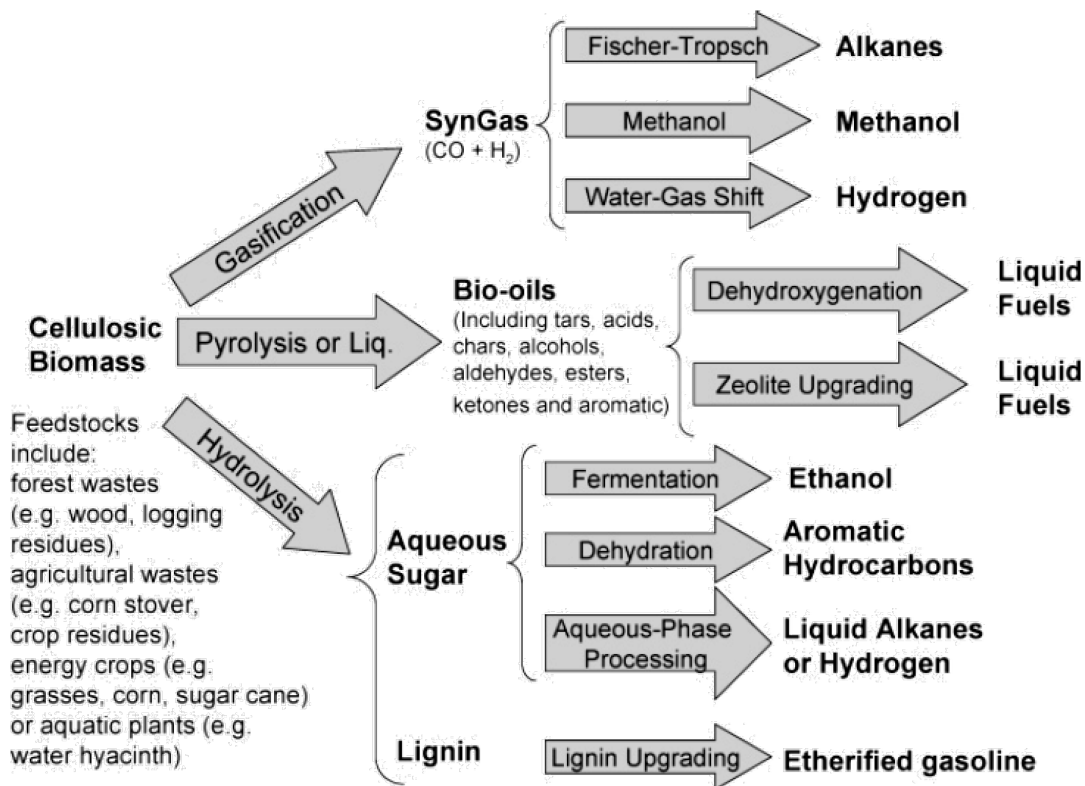 Fischer-Tropsch
Alkanes
SynGas
(CO + H₂)
Methanol
Methanol
Water-Gas Shift
Hydrogen
Gasification
Cellulosic
Biomass
Pyrolysis or Liq.
Bio-oils
(Including tars, acids,
chars, alcohols,
aldehydes, esters,
ketones and aromatic)
Dehydroxygenation
Liquid
Fuels
Zeolite Upgrading
Liquid
Fuels
Feedstocks
include:
forest wastes
(e.g. wood, logging
residues),
agricultural wastes
(e.g. corn stover,
crop residues),
energy crops (e.g.
grasses, corn, sugar cane)
or aquatic plants (e.g.
water hyacinth)
Hydrolysis
Aqueous
Sugar
Fermentation
Ethanol
Dehydration
Aromatic
Hydrocarbons
Aqueous-Phase
Processing
Liquid Alkanes
or Hydrogen
Lignin
Lignin Upgrading
Etherified gasoline